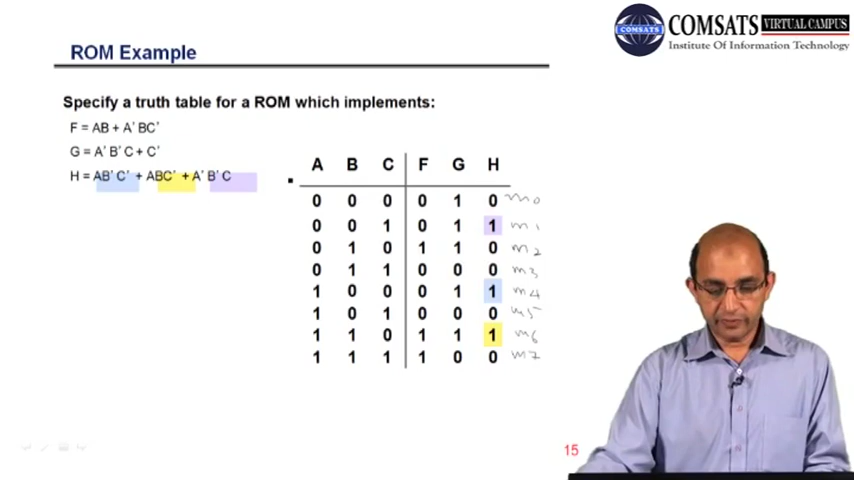 COMSATS VIRTUAL CAMPUS
COMSATS
Institute Of Information Technology
ROM Example
Specify a truth table for a ROM which implements:
F = AB + A' BC'
G = A' B' C + C'
H = AB' C' + ABC' + A' B' C
A B C F G H
0 0 0 0 1 0 m0
0 0 1 0 1 1 m1
0 1 0 1 1 0 m2
0 1 1 0 0 0 m3
1 0 0 0 1 1 m4
1 0 1 0 0 0 m5
1 1 0 1 1 1 m6
1 1 1 1 0 0 m7
15